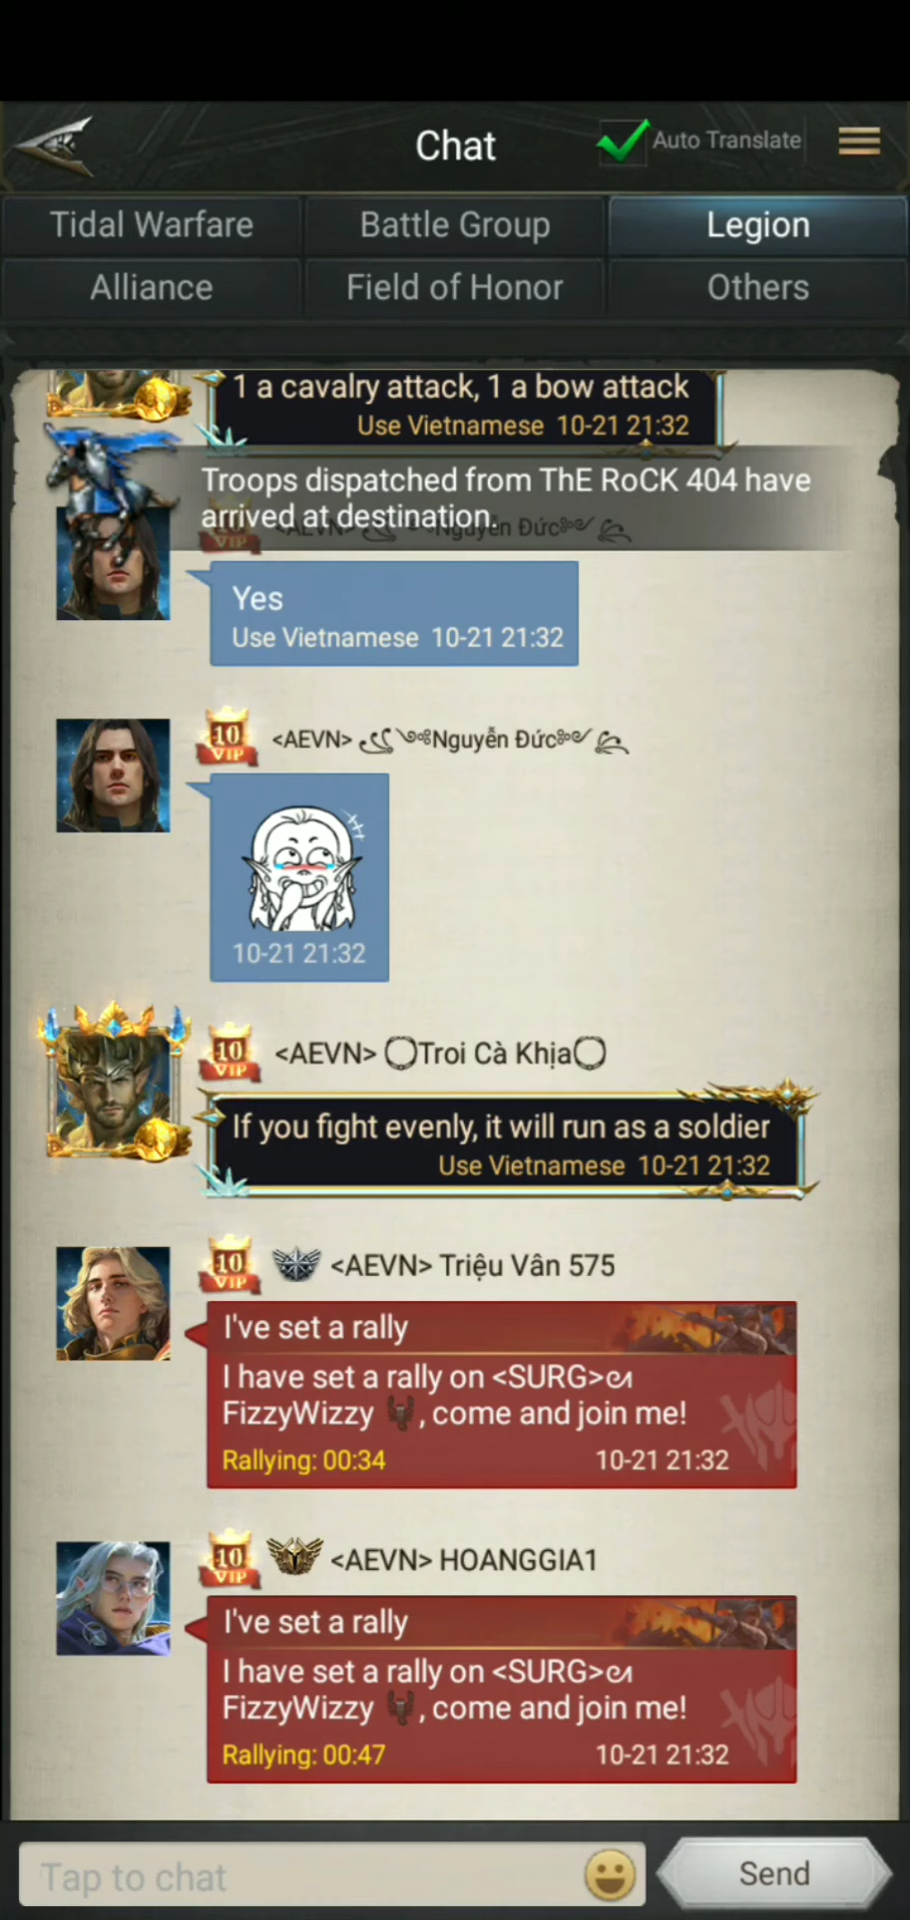 Chat
Auto Translate
Tidal Warfare
Battle Group
Legion
Alliance
Field of Honor
Others
1 a cavalry attack, 1 a bow attack
Use Vietnamese 10-21 21:32
Troops dispatched from ThE RoCK 404 have
arrived at destination.
VIP <AEVN> Nguyễn Đức
Yes
Use Vietnamese 10-21 21:32
10 VIP <AEVN> Nguyễn Đức
10-21 21:32
10 VIP <AEVN> Troi Cà Khịa
If you fight evenly, it will run as a soldier
Use Vietnamese 10-21 21:32
10 VIP <AEVN> Triệu Vân 575
I've set a rally
I have set a rally on <SURG>
FizzyWizzy , come and join me!
Rallying: 00:34 10-21 21:32
10 VIP <AEVN> HOANGGIA1
I've set a rally
I have set a rally on <SURG>
FizzyWizzy , come and join me!
Rallying: 00:47 10-21 21:32
Tap to chat
Send